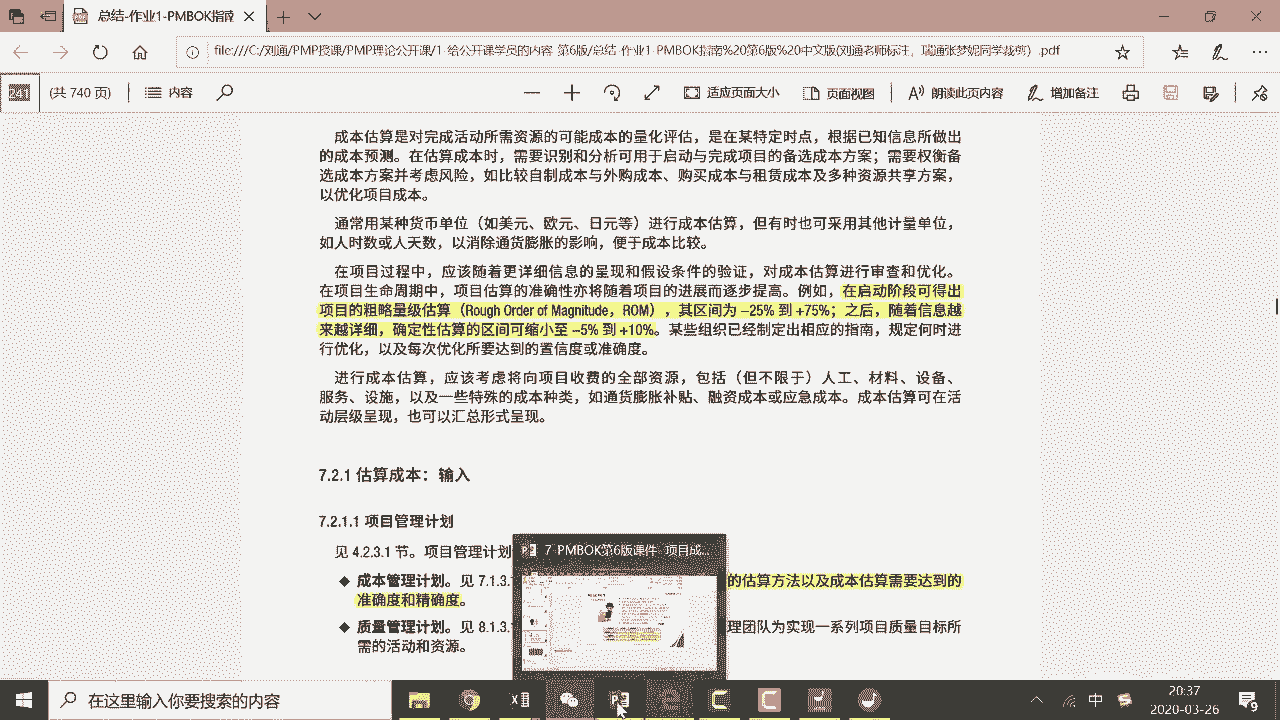 总结-作业1-PMBOK指南
file:///C:/刘通/PMP授课/PMP理论公开课/1-给公开课学员的内容-第6版/总结-作业1-PMBOK指南%20第6版%20中文版(刘通老师标注，瑞通张梦妮同学裁剪）.pdf
241 (共 740 页) 内容 适应页面大小 页面视图 朗读此页内容 增加备注
成本估算是对完成活动所需资源的可能成本的量化评估，是在某特定时点，根据已知信息所做出
的成本预测。在估算成本时，需要识别和分析可用于启动与完成项目的备选成本方案；需要权衡备
选成本方案并考虑风险，如比较自制成本与外购成本、购买成本与租赁成本及多种资源共享方案，
以优化项目成本。
通常用某种货币单位（如美元、欧元、日元等）进行成本估算，但有时也可采用其他计量单位，
如人时数或人天数，以消除通货膨胀的影响，便于成本比较。
在项目过程中，应该随着更详细信息的呈现和假设条件的验证，对成本估算进行审查和优化。
在项目生命周期中，项目估算的准确性亦将随着项目的进展而逐步提高。例如，在启动阶段可得出
项目的粗略量级估算（Rough Order of Magnitude，ROM），其区间为 −25% 到 +75%；之后，随着信息越
来越详细，确定性估算的区间可缩小至 −5% 到 +10%。某些组织已经制定出相应的指南，规定何时进
行优化，以及每次优化所要达到的置信度或准确度。
进行成本估算，应该考虑将向项目收费的全部资源，包括（但不限于）人工、材料、设备、
服务、设施，以及一些特殊的成本种类，如通货膨胀补贴、融资成本或应急成本。成本估算可在活
动层级呈现，也可以汇总形式呈现。
7.2.1 估算成本：输入
7.2.1.1 项目管理计划
见 4.2.3.1 节。项目管理计划
7-PMBOK第6版课件-项目成...
◆ 成本管理计划。见 7.1.3. 的估算方法以及成本估算需要达到的
准确度和精确度。
◆ 质量管理计划。见 8.1.3. 理团队为实现一系列项目质量目标所
需的活动和资源。
在这里输入你要搜索的内容
中
20:37
2020-03-26
9